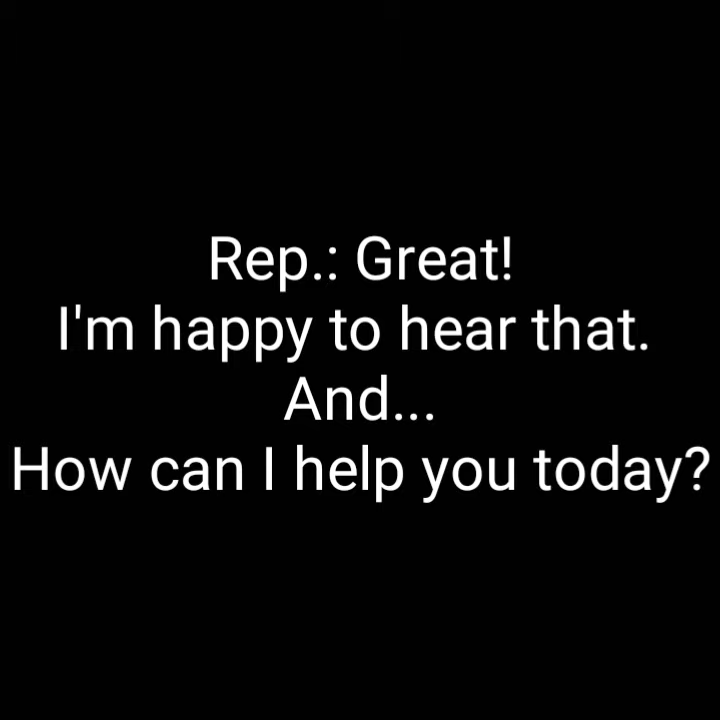 Rep.: Great!
I'm happy to hear that.
And...
How can I help you today?